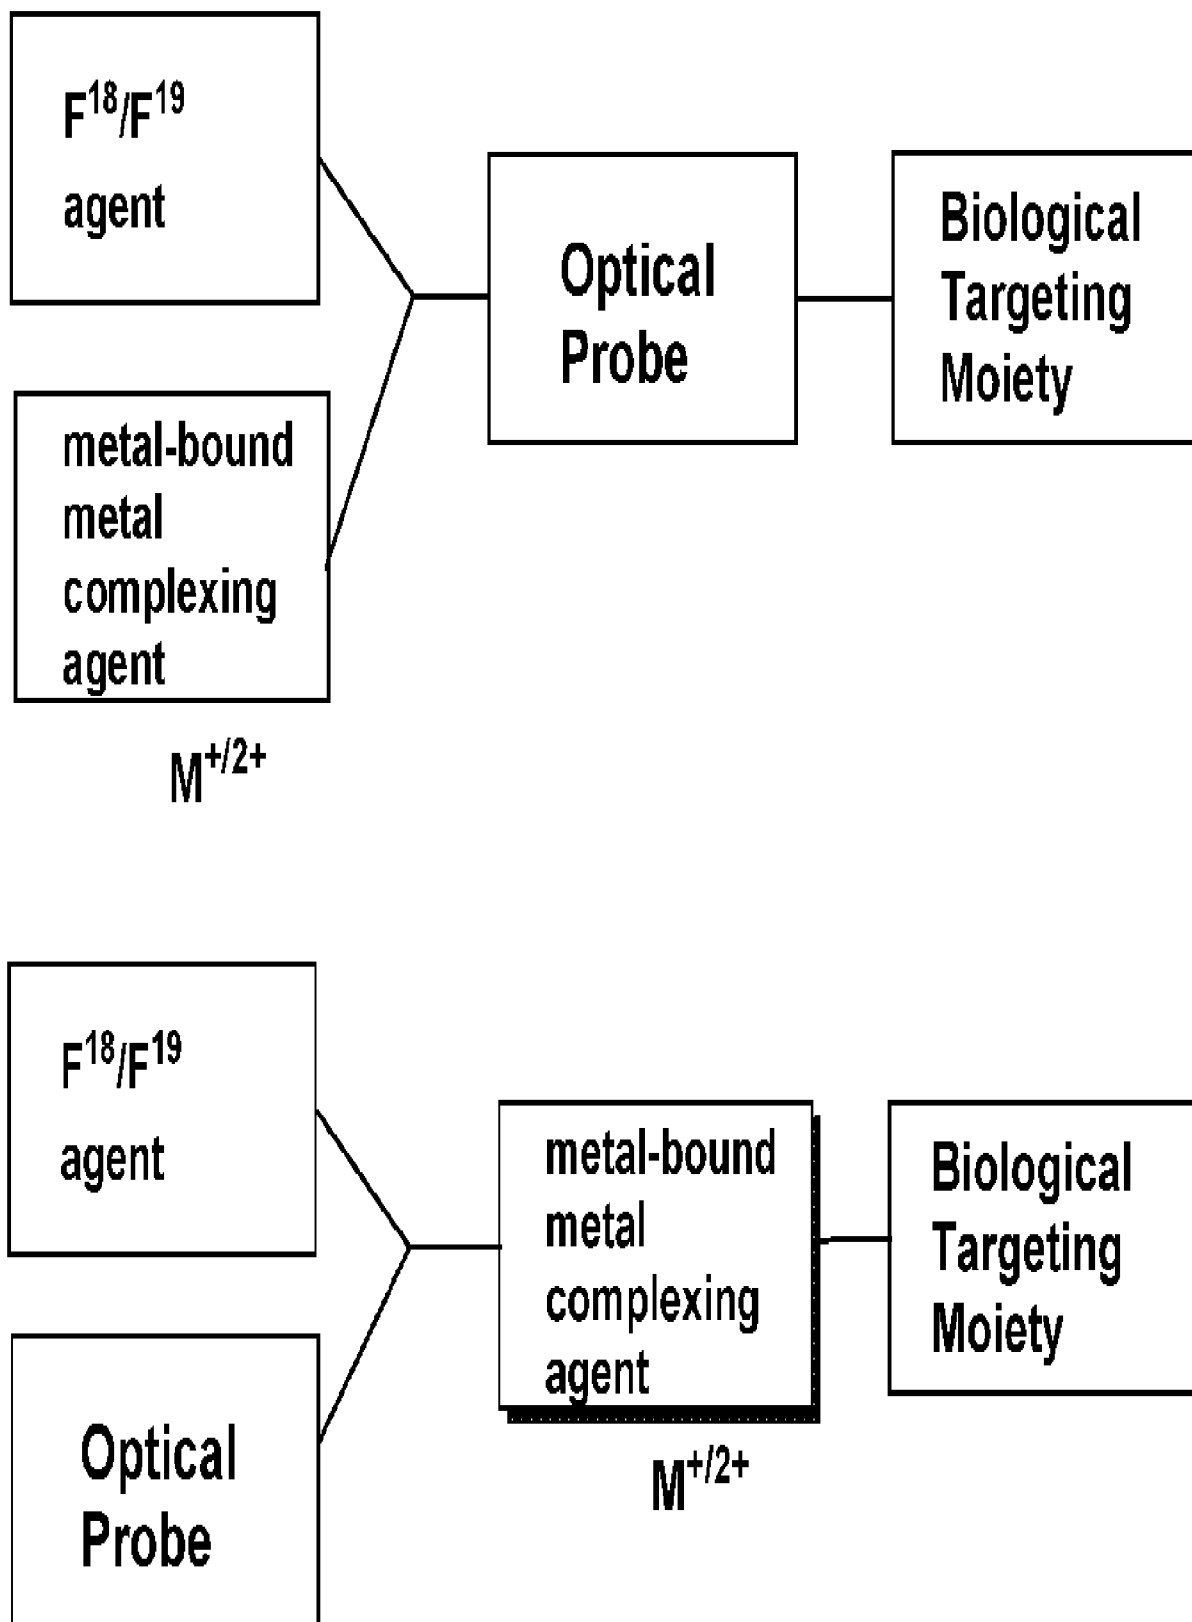 F¹⁸/F¹⁹
agent
metal-bound
metal
complexing
agent
M⁺/²⁺
Optical
Probe
Biological
Targeting
Moiety
F¹⁸/F¹⁹
agent
Optical
Probe
metal-bound
metal
complexing
agent
M⁺/²⁺
Biological
Targeting
Moiety